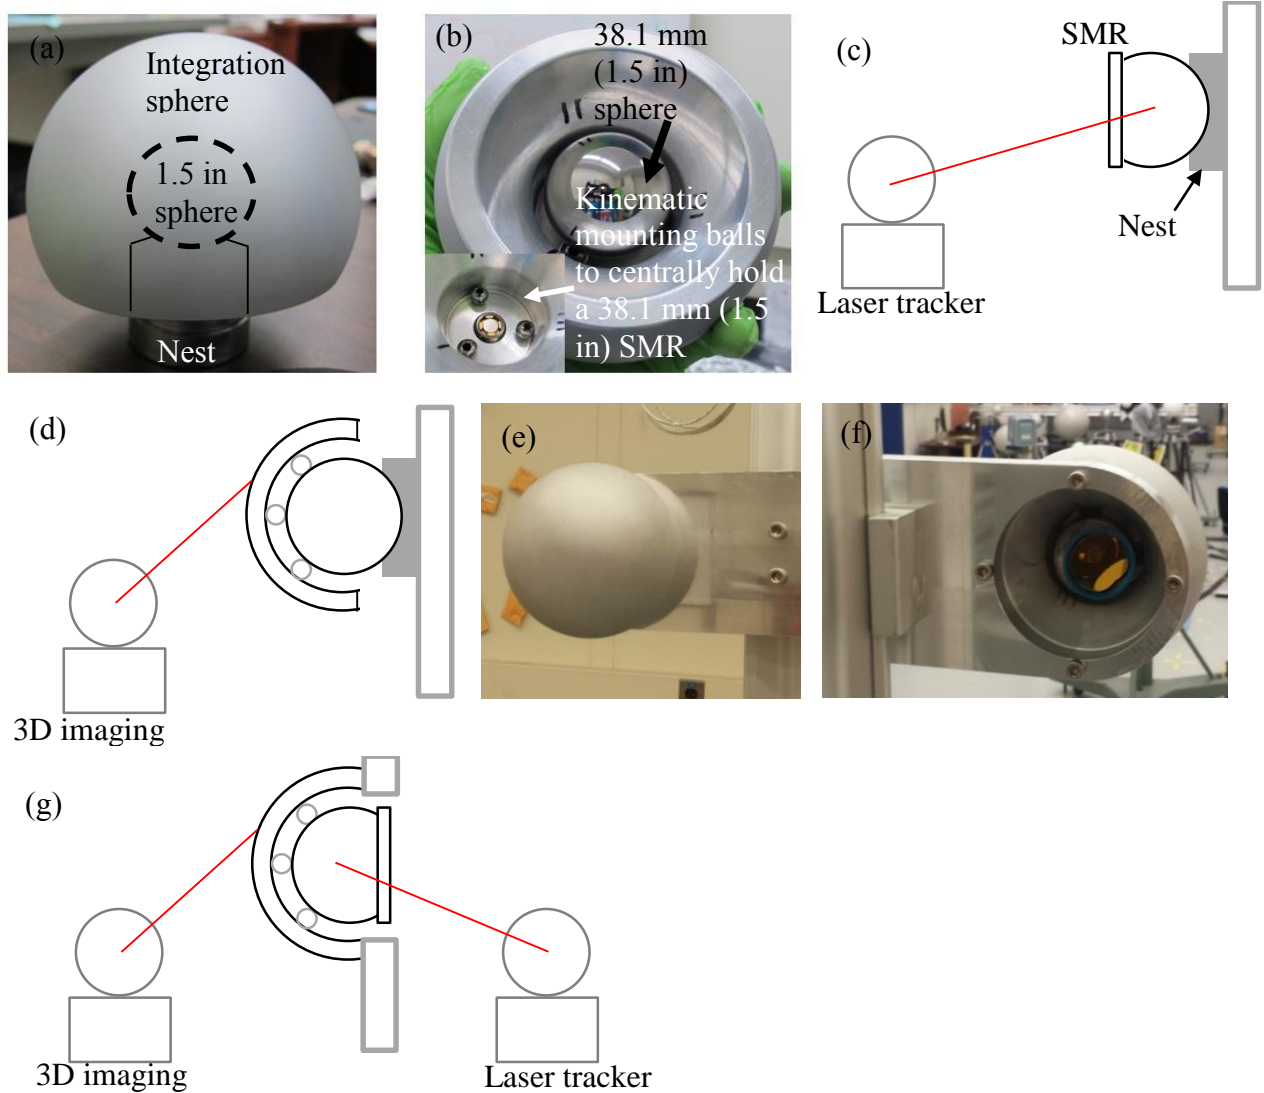 (a)
Integration
sphere
1.5 in
sphere
Nest
(b)
38.1 mm
(1.5 in)
sphere
Kinematic
mounting balls
to centrally hold
a 38.1 mm (1.5
in) SMR
(c)
SMR
Nest
Laser tracker
(d)
3D imaging
(e)
(f)
(g)
3D imaging
Laser tracker